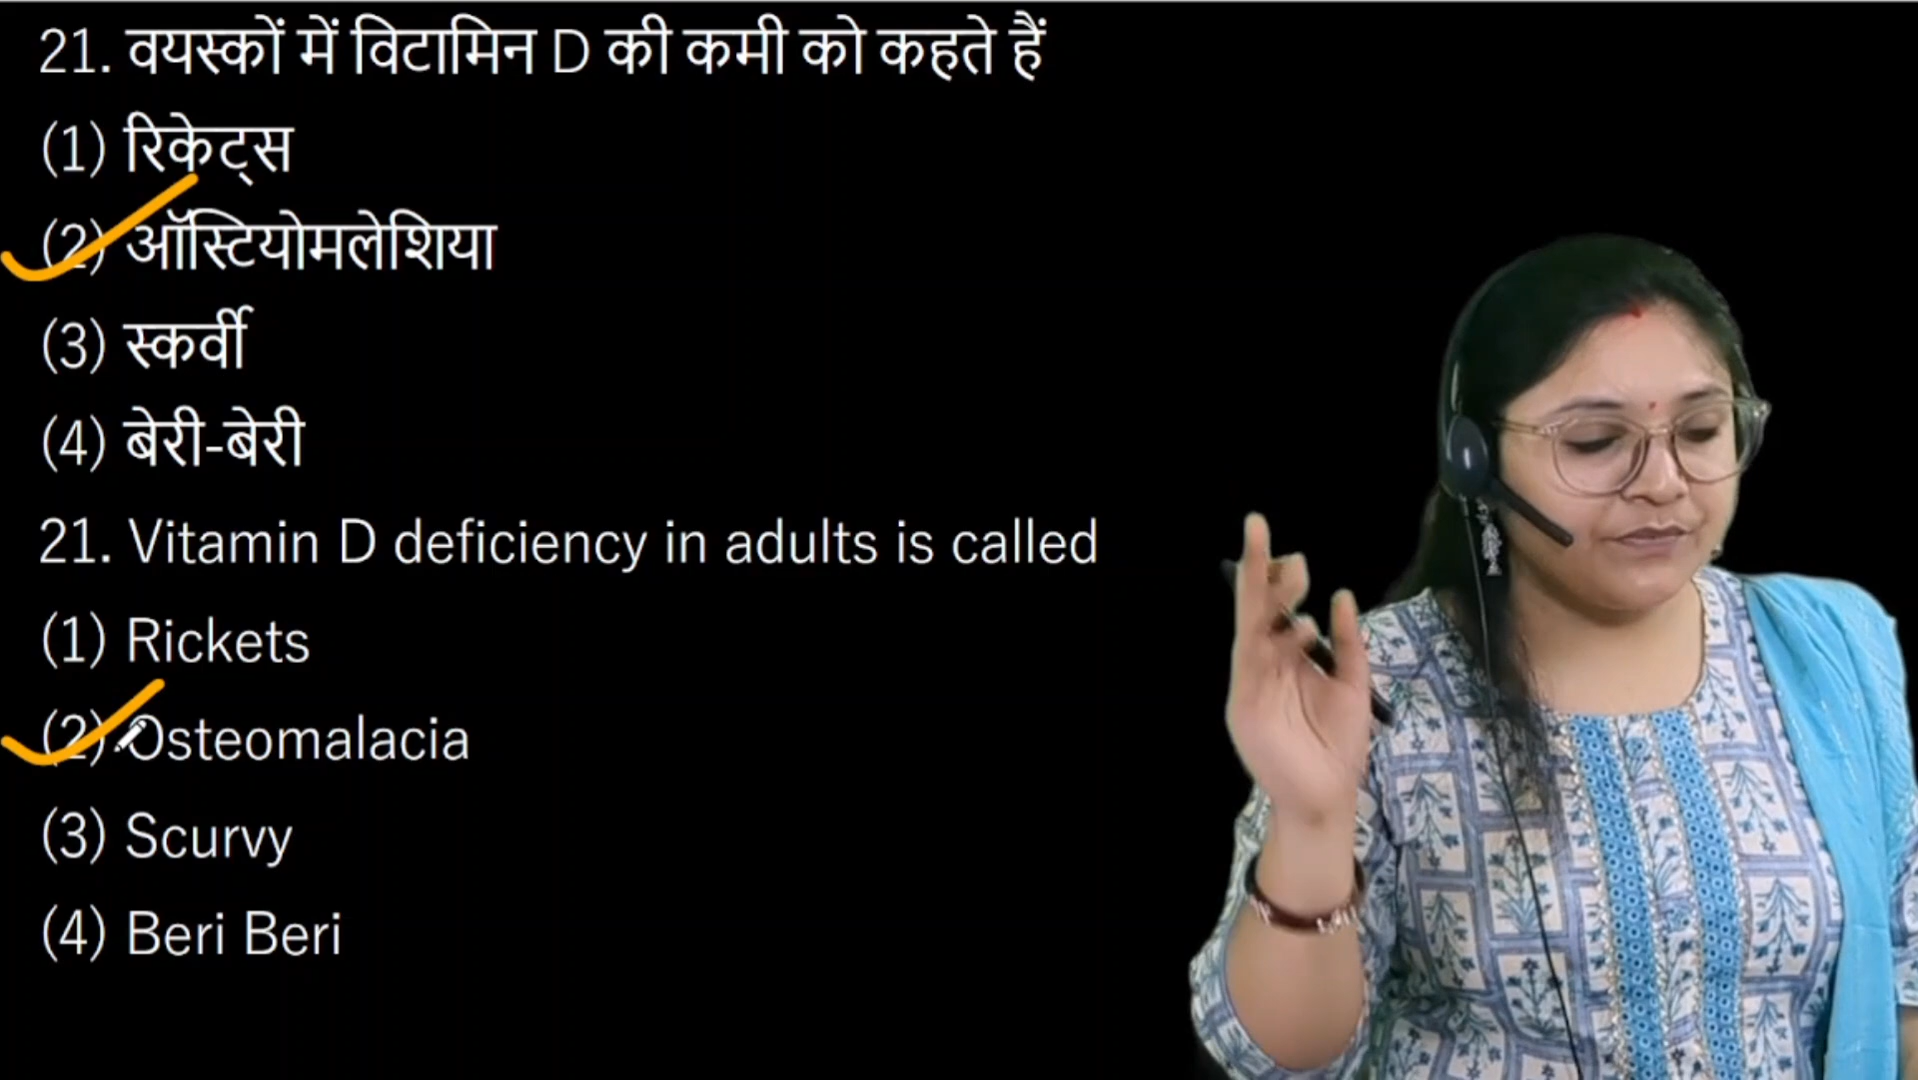 21. वयस्कों में विटामिन D की कमी को कहते हैं
(1) रिकेट्स
(2) ऑस्टियोमलेशिया
(3) स्कर्वी
(4) बेरी-बेरी
21. Vitamin D deficiency in adults is called
(1) Rickets
(2) Osteomalacia
(3) Scurvy
(4) Beri Beri